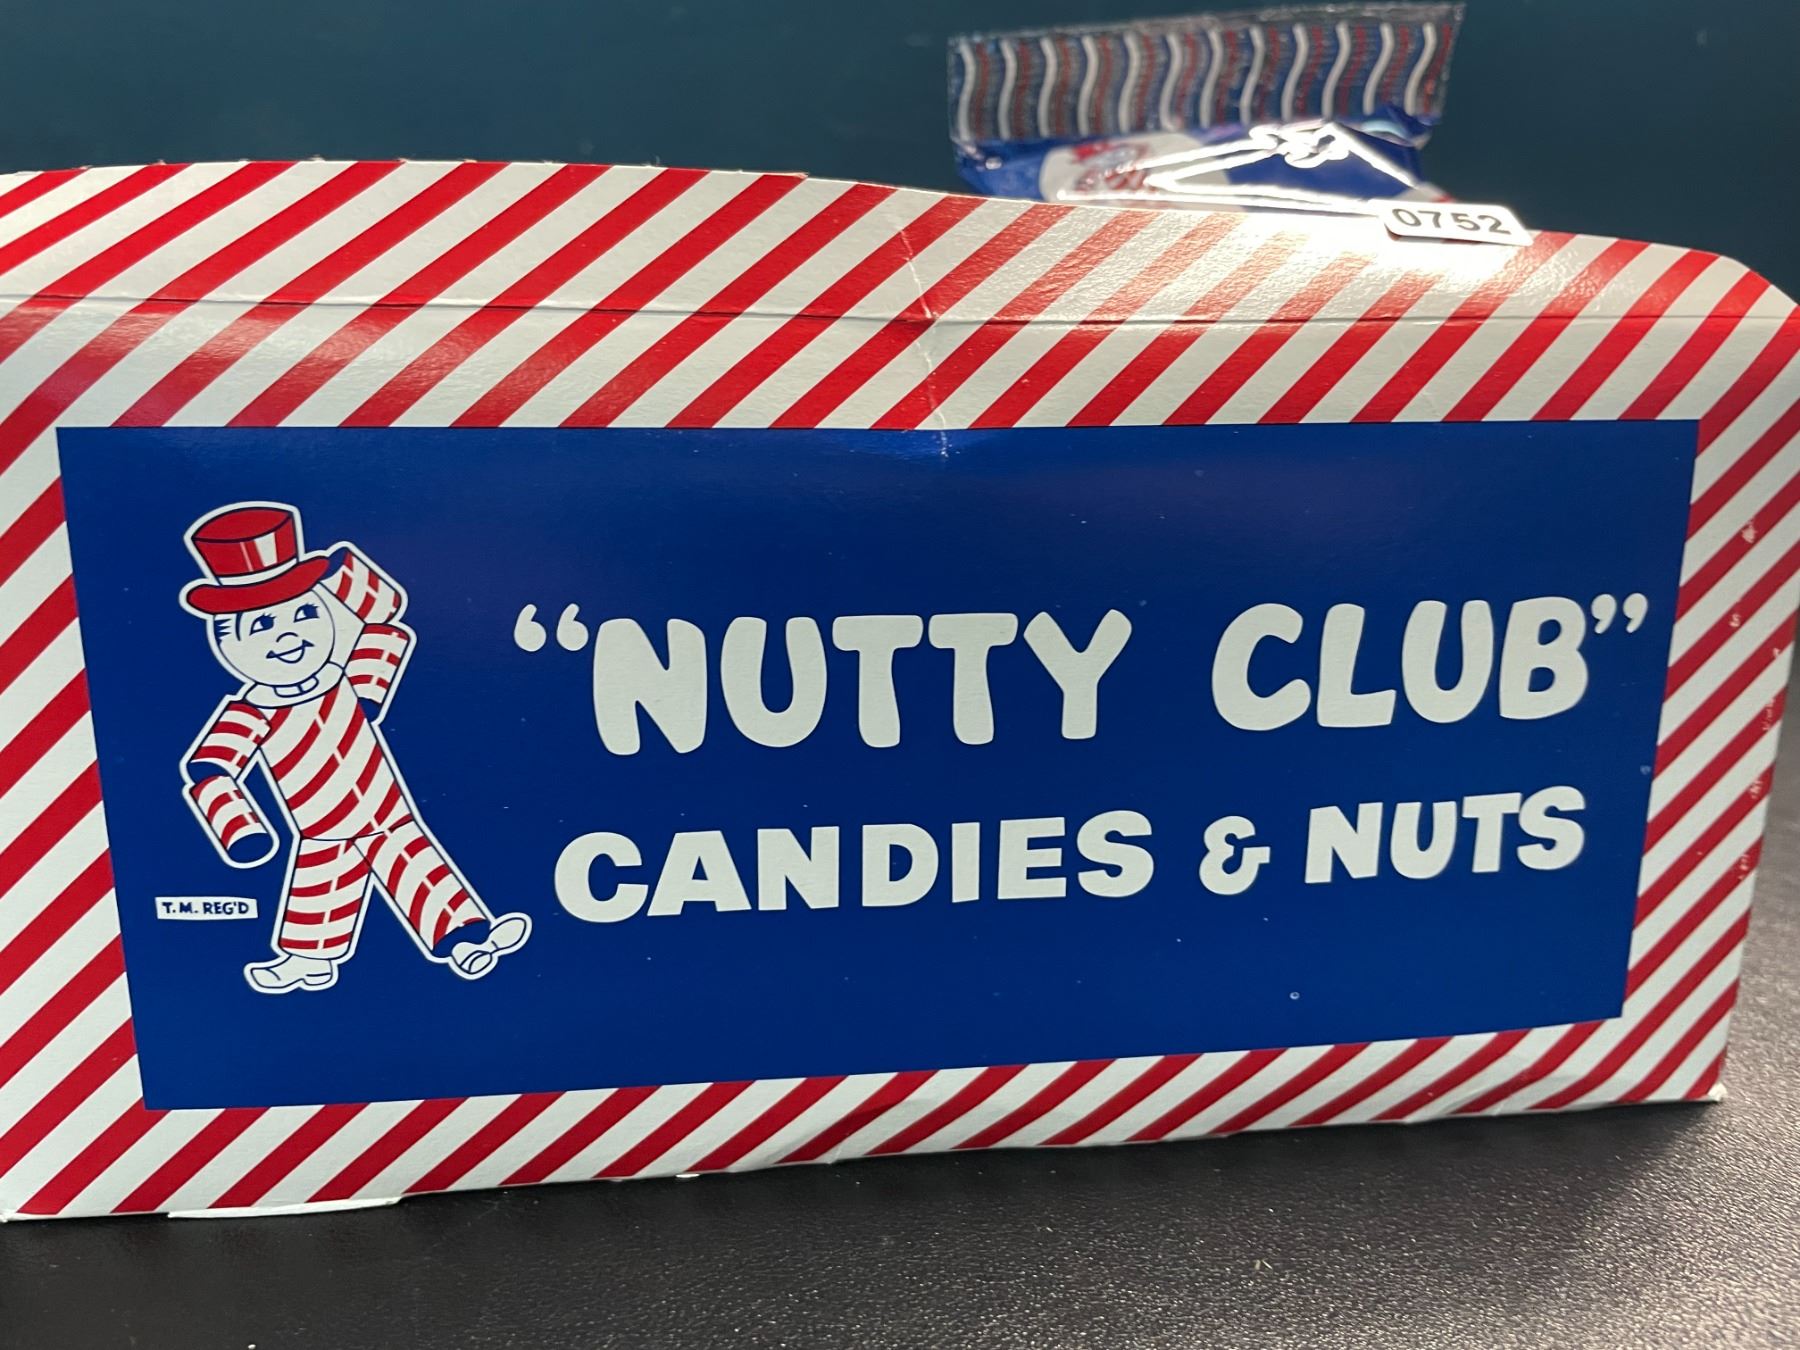 0752
“NUTTY CLUB”
CANDIES & NUTS
T.M. REG'D